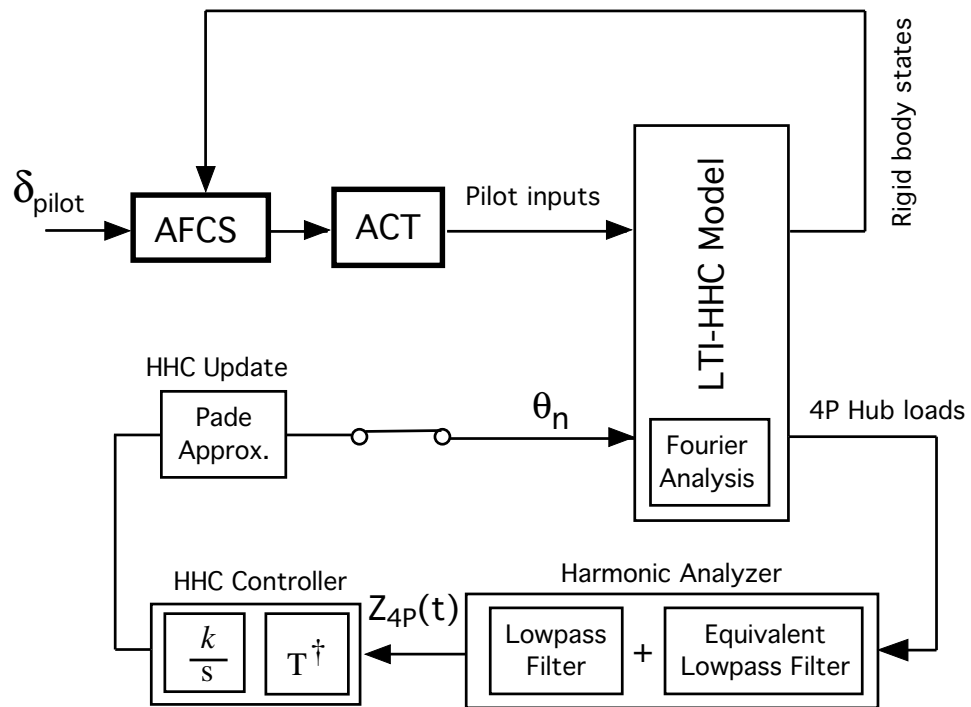 Rigid body states
δpilot
AFCS
ACT
Pilot inputs
LTI-HHC Model
HHC Update
Pade
Approx.
θn
Fourier
Analysis
4P Hub loads
HHC Controller
k
s
T†
Z4P(t)
Harmonic Analyzer
Lowpass
Filter
+
Equivalent
Lowpass Filter